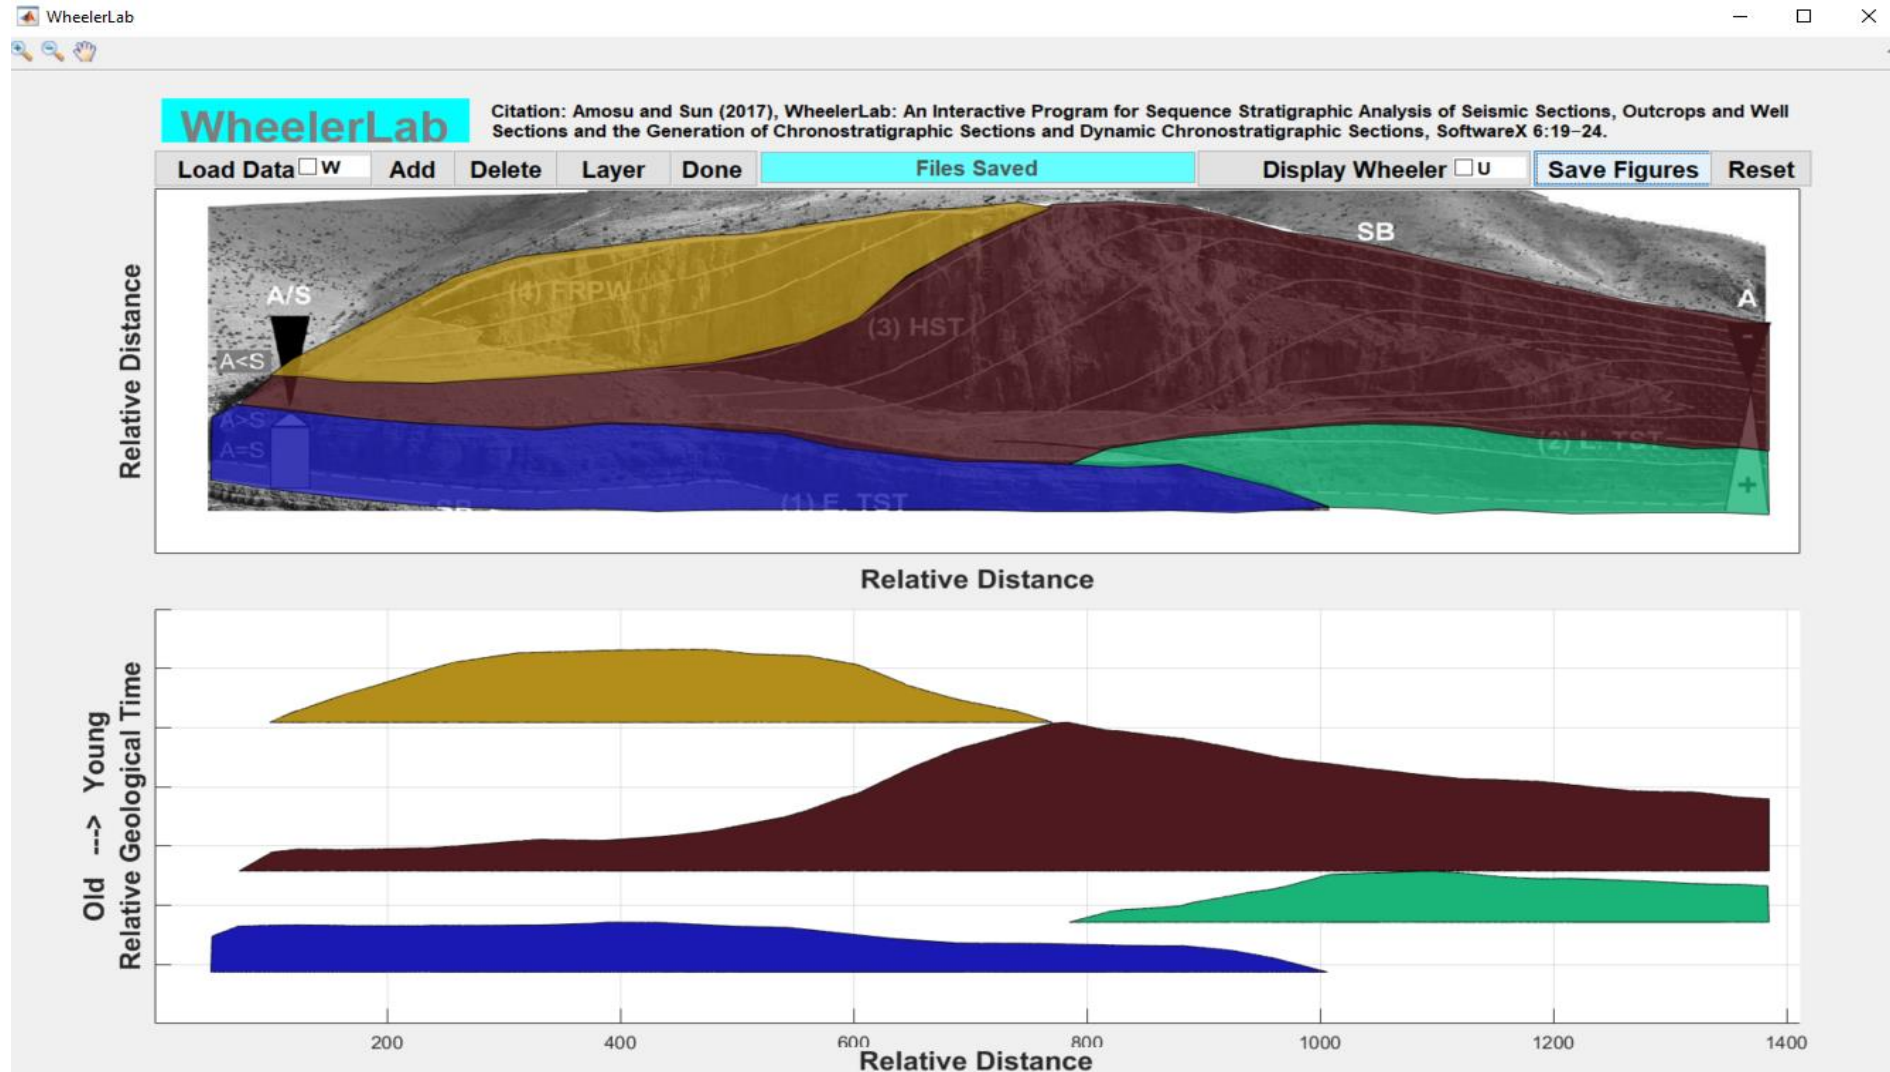 WheelerLab
WheelerLab
Citation: Amosu and Sun (2017), WheelerLab: An Interactive Program for Sequence Stratigraphic Analysis of Seismic Sections, Outcrops and Well
Sections and the Generation of Chronostratigraphic Sections and Dynamic Chronostratigraphic Sections, SoftwareX 6:19−24.
Load Data W Add Delete Layer Done Files Saved Display Wheeler U Save Figures Reset
SB
A/S
(4) FRPW
A
(3) HST
A<S
A>S
A=S
(2) L. TST
SB
(1) E. TST
Relative Distance
Relative Distance
Old ---> Young
Relative Geological Time
200 400 600 800 1000 1200 1400
Relative Distance